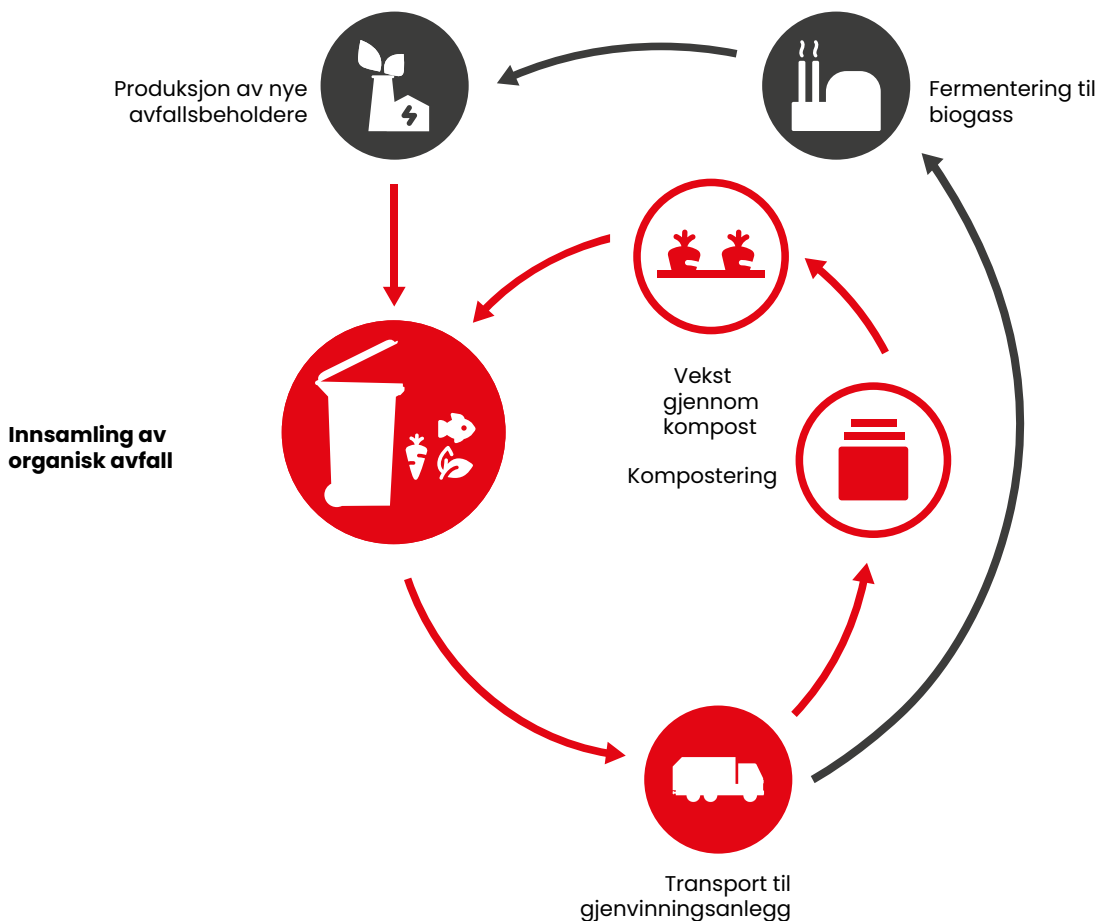 Produksjon av nye
avfallsbeholdere
Fermentering til
biogass
Vekst
gjennom
kompost
Innsamling av
organisk avfall
Kompostering
Transport til
gjenvinningsanlegg